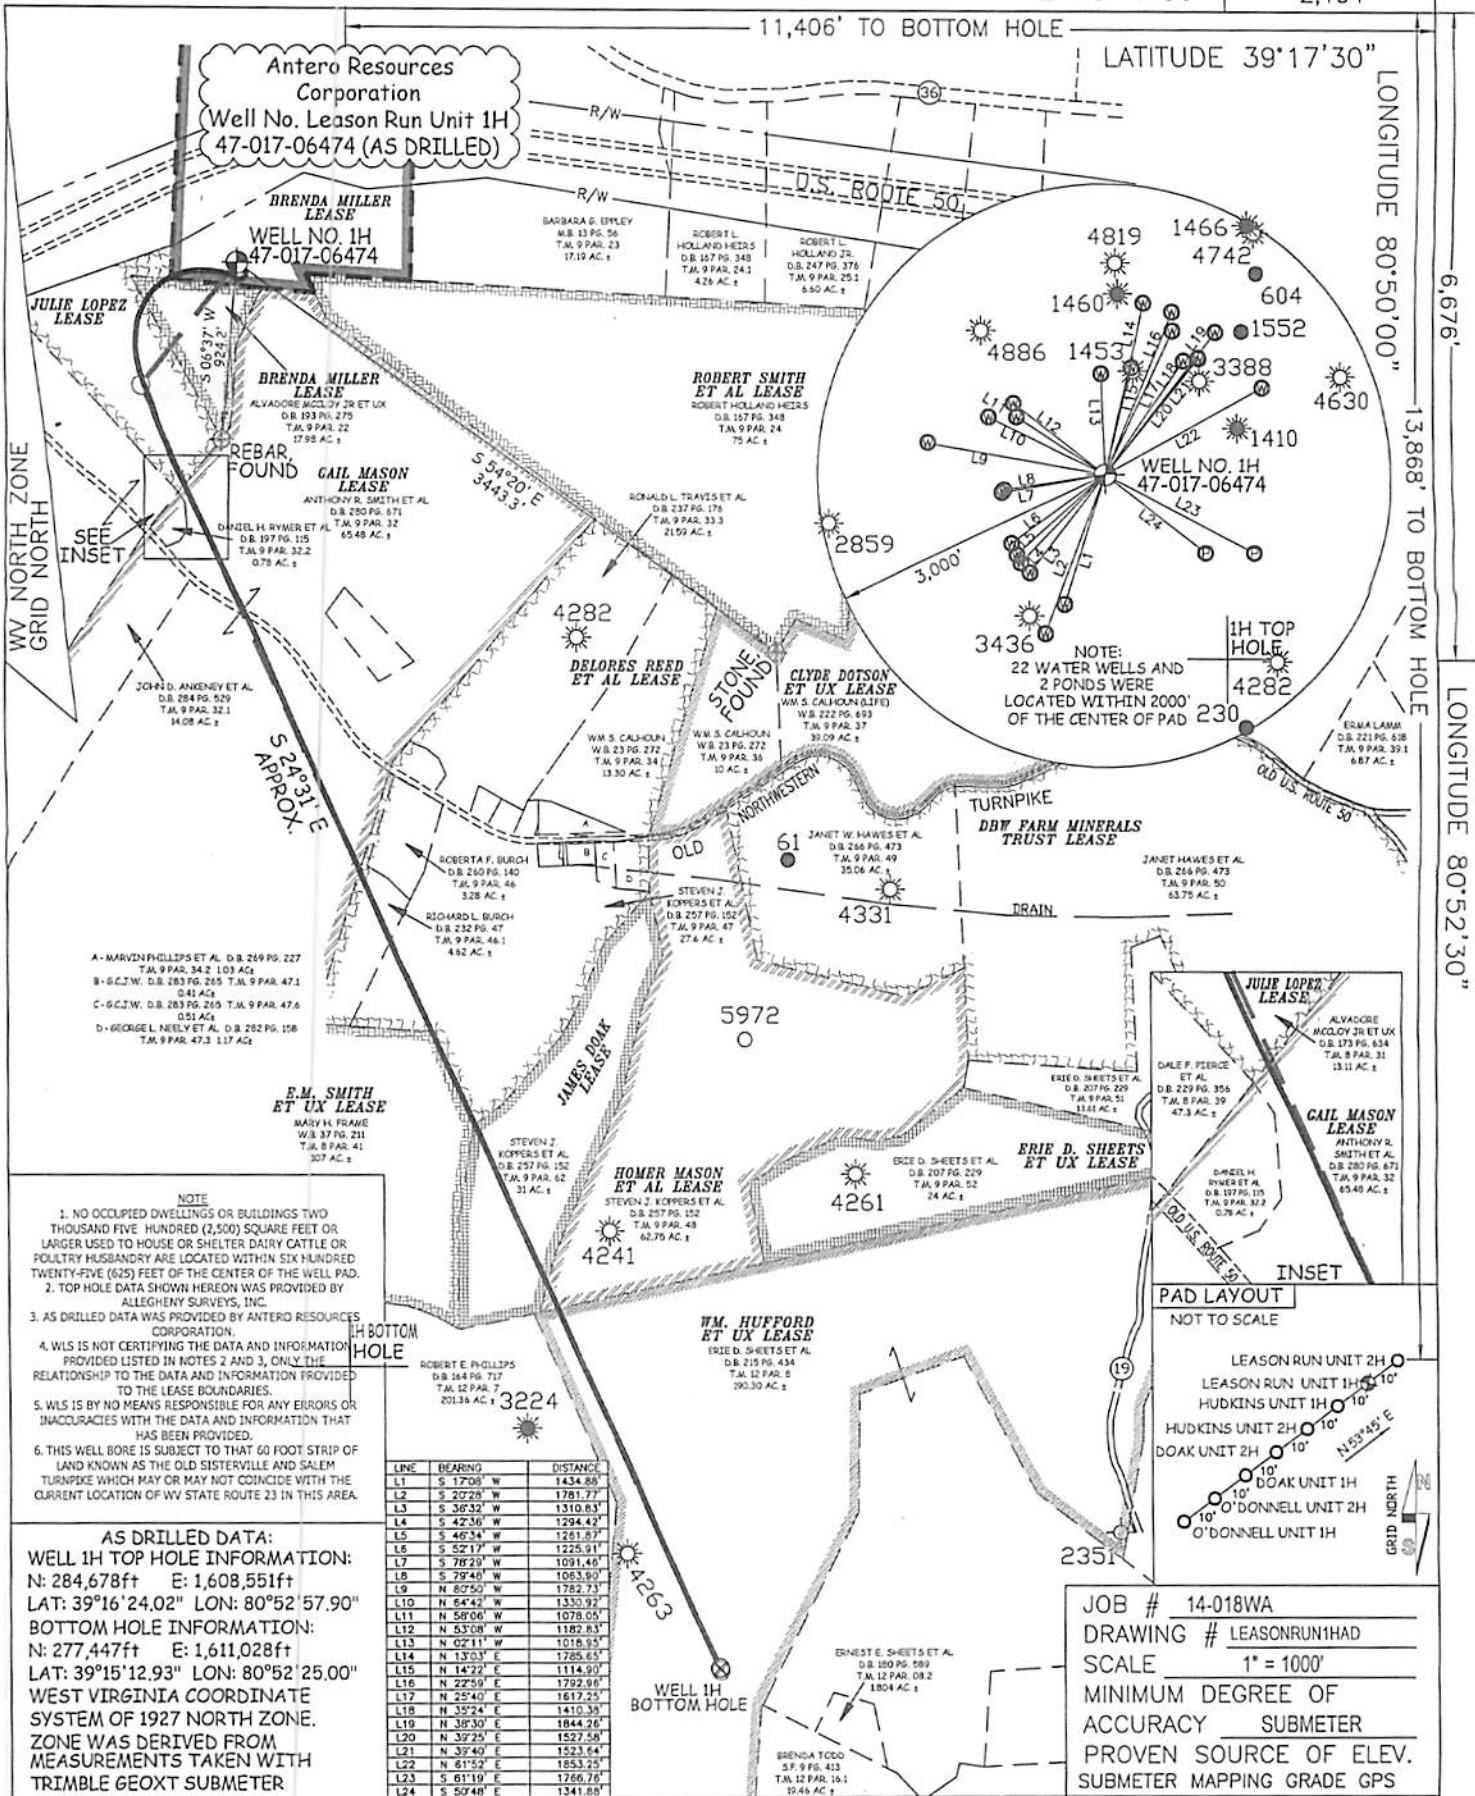 11,406' TO BOTTOM HOLE
LATITUDE 39°17'30"
LONGITUDE 80°50'00"
6,676'
13,868' TO BOTTOM HOLE
LONGITUDE 80°52'30"
Antero Resources
Corporation
Well No. Leason Run Unit 1H
47-017-06474 (AS DRILLED)
R/W
36
R/W
U.S. ROUTE 50
BRENDA MILLER
LEASE
WELL NO. 1H
47-017-06474
BARBARA G. EPPLEY
M.B. 13 PG. 56
T.M. 9 PAR. 23
17.19 AC. ±
ROBERT L.
HOLLAND HEIRS
D.B. 167 PG. 348
T.M. 9 PAR. 24.1
4.26 AC. ±
ROBERT L.
HOLLAND JR.
D.B. 247 PG. 376
T.M. 9 PAR. 25.1
6.60 AC. ±
JULIE LOPEZ
LEASE
S 06°37' W
924.2'
BRENDA MILLER
LEASE
ALVADORE MCCLOY JR ET UX
D.B. 193 PG. 275
T.M. 9 PAR. 22
17.98 AC. ±
REBAR,
FOUND
ROBERT SMITH
ET AL LEASE
ROBERT HOLLAND HEIRS
D.B. 167 PG. 348
T.M. 9 PAR. 24
75 AC. ±
WV NORTH ZONE
GRID NORTH
SEE
INSET
GAIL MASON
LEASE
ANTHONY R. SMITH ET AL
D.B. 280 PG. 671
T.M. 9 PAR. 32
65.48 AC. ±
DANIEL H. RYMER ET AL
D.B. 197 PG. 115
T.M. 9 PAR. 32.2
0.78 AC. ±
S 54°20' E
3443.3'
RONALD L. TRAVIS ET AL
D.B. 237 PG. 176
T.M. 9 PAR. 33.3
21.59 AC. ±
4819
1466
4742
604
1460
1552
4886
1453
3388
4630
1410
2859
3436
L14
L16
L19
L15
L17
L18
L20
L21
L13
L11
L12
L10
L9
L22
L8
L7
L6
L5
L4
L3
L2
L1
L23
L24
WELL NO. 1H
47-017-06474
3,000'
NOTE:
22 WATER WELLS AND
2 PONDS WERE
LOCATED WITHIN 2000'
OF THE CENTER OF PAD
1H TOP
HOLE
4282
230
4282
DELORES REED
ET AL LEASE
STONE,
FOUND
CLYDE DOTSON
ET UX LEASE
WM S. CALHOUN (LIFE)
W.B. 222 PG. 693
T.M. 9 PAR. 37
39.09 AC. ±
JOHN D. ANKENEY ET AL
D.B. 284 PG. 529
T.M. 9 PAR. 32.1
14.08 AC. ±
WM S. CALHOUN
W.B. 23 PG. 272
T.M. 9 PAR. 34
13.30 AC. ±
WM S. CALHOUN
W.B. 23 PG. 272
T.M. 9 PAR. 36
10 AC. ±
ERMA LAMM
D.B. 221 PG. 618
T.M. 9 PAR. 39.1
6.87 AC. ±
OLD U.S. ROUTE 50
S 24°31' E
APPROX.
OLD
NORTHWESTERN
TURNPIKE
DBW FARM MINERALS
TRUST LEASE
A
B
C
D
61
JANET W. HAWES ET AL
D.B. 266 PG. 473
T.M. 9 PAR. 49
35.06 AC. ±
4331
JANET HAWES ET AL
D.B. 266 PG. 473
T.M. 9 PAR. 50
63.75 AC. ±
DRAIN
ROBERTA F. BURCH
D.B. 260 PG. 140
T.M. 9 PAR. 46
3.28 AC. ±
RICHARD L. BURCH
D.B. 232 PG. 47
T.M. 9 PAR. 46.1
4.62 AC. ±
STEVEN J.
KOPPERS ET AL
D.B. 257 PG. 152
T.M. 9 PAR. 47
27.6 AC. ±
A - MARVIN PHILLIPS ET AL D.B. 269 PG. 227
T.M. 9 PAR. 34.2 1.03 AC±
B - G.C.J.W. D.B. 283 PG. 265 T.M. 9 PAR. 47.1
0.41 AC±
C - G.C.J.W. D.B. 283 PG. 265 T.M. 9 PAR. 47.6
0.51 AC±
D - GEORGE L. NEELY ET AL D.B. 282 PG. 158
T.M. 9 PAR. 47.3 1.17 AC±
5972
JAMES DOAK
LEASE
E.M. SMITH
ET UX LEASE
MARY H. FRAME
W.B. 37 PG. 211
T.M. 8 PAR. 41
107 AC. ±
STEVEN J.
KOPPERS ET AL
D.B. 257 PG. 152
T.M. 9 PAR. 62
31 AC. ±
HOMER MASON
ET AL LEASE
STEVEN J. KOPPERS ET AL
D.B. 257 PG. 152
T.M. 9 PAR. 48
62.75 AC. ±
4241
4261
ERIE D. SHEETS ET AL
D.B. 207 PG. 229
T.M. 9 PAR. 51
13.61 AC. ±
ERIE D. SHEETS ET AL
D.B. 207 PG. 229
T.M. 9 PAR. 52
24 AC. ±
ERIE D. SHEETS
ET UX LEASE
JULIE LOPEZ
LEASE
ALVADORE
MCCLOY JR ET UX
D.B. 173 PG. 634
T.M. 8 PAR. 31
13.11 AC. ±
DALE F. PIERCE
ET AL
D.B. 229 PG. 356
T.M. 8 PAR. 39
47.3 AC. ±
GAIL MASON
LEASE
ANTHONY R.
SMITH ET AL
D.B. 280 PG. 671
T.M. 9 PAR. 32
65.48 AC. ±
DANIEL H.
RYMER ET AL
D.B. 197 PG. 115
T.M. 9 PAR. 32.2
0.78 AC. ±
OLD U.S. ROUTE 50
INSET
NOTE
1. NO OCCUPIED DWELLINGS OR BUILDINGS TWO
THOUSAND FIVE HUNDRED (2,500) SQUARE FEET OR
LARGER USED TO HOUSE OR SHELTER DAIRY CATTLE OR
POULTRY HUSBANDRY ARE LOCATED WITHIN SIX HUNDRED
TWENTY-FIVE (625) FEET OF THE CENTER OF THE WELL PAD.
2. TOP HOLE DATA SHOWN HEREON WAS PROVIDED BY
ALLEGHENY SURVEYS, INC.
3. AS DRILLED DATA WAS PROVIDED BY ANTERO RESOURCES
CORPORATION.
4. WLS IS NOT CERTIFYING THE DATA AND INFORMATION
PROVIDED LISTED IN NOTES 2 AND 3, ONLY THE
RELATIONSHIP TO THE DATA AND INFORMATION PROVIDED
TO THE LEASE BOUNDARIES.
5. WLS IS BY NO MEANS RESPONSIBLE FOR ANY ERRORS OR
INACCURACIES WITH THE DATA AND INFORMATION THAT
HAS BEEN PROVIDED.
6. THIS WELL BORE IS SUBJECT TO THAT 60 FOOT STRIP OF
LAND KNOWN AS THE OLD SISTERVILLE AND SALEM
TURNPIKE WHICH MAY OR MAY NOT COINCIDE WITH THE
CURRENT LOCATION OF WV STATE ROUTE 23 IN THIS AREA.
1H BOTTOM
HOLE
ROBERT E. PHILLIPS
D.B. 164 PG. 717
T.M. 12 PAR. 7
201.36 AC. ±
3224
WM. HUFFORD
ET UX LEASE
ERIE D. SHEETS ET AL
D.B. 215 PG. 434
T.M. 12 PAR. 8
190.30 AC. ±
19
PAD LAYOUT
NOT TO SCALE
LEASON RUN UNIT 2H
LEASON RUN UNIT 1H
HUDKINS UNIT 1H
HUDKINS UNIT 2H
DOAK UNIT 2H
DOAK UNIT 1H
O'DONNELL UNIT 2H
O'DONNELL UNIT 1H
10'
10'
10'
10'
10'
10'
N 53°45' E
GRID NORTH
N
S
2351
LINE BEARING DISTANCE
L1 S 17°08' W 1434.88'
L2 S 20°28' W 1781.77'
L3 S 36°32' W 1310.83'
L4 S 42°36' W 1294.42'
L5 S 46°34' W 1261.87'
L6 S 52°17' W 1225.91'
L7 S 78°29' W 1091.46'
L8 S 79°46' W 1063.90'
L9 N 80°50' W 1782.73'
L10 N 64°42' W 1330.92'
L11 N 58°06' W 1078.05'
L12 N 53°08' W 1182.83'
L13 N 02°11' W 1018.95'
L14 N 13°03' E 1785.65'
L15 N 14°22' E 1114.90'
L16 N 22°59' E 1792.96'
L17 N 25°40' E 1617.25'
L18 N 35°24' E 1410.38'
L19 N 38°30' E 1844.26'
L20 N 39°25' E 1527.58'
L21 N 39°40' E 1523.64'
L22 N 61°52' E 1853.25'
L23 S 61°19' E 1766.76'
L24 S 50°48' E 1341.88'
4263
WELL 1H
BOTTOM HOLE
ERNEST E. SHEETS ET AL
D.B. 180 PG. 589
T.M. 12 PAR. 08.2
1.804 AC. ±
BRENDA TODD
S.F. 9 PG. 413
T.M. 12 PAR. 16.1
19.46 AC. ±
AS DRILLED DATA:
WELL 1H TOP HOLE INFORMATION:
N: 284,678ft E: 1,608,551ft
LAT: 39°16'24.02" LON: 80°52'57.90"
BOTTOM HOLE INFORMATION:
N: 277,447ft E: 1,611,028ft
LAT: 39°15'12.93" LON: 80°52'25.00"
WEST VIRGINIA COORDINATE
SYSTEM OF 1927 NORTH ZONE.
ZONE WAS DERIVED FROM
MEASUREMENTS TAKEN WITH
TRIMBLE GEOXT SUBMETER
JOB # 14-018WA
DRAWING # LEASONRUN1HAD
SCALE 1" = 1000'
MINIMUM DEGREE OF
ACCURACY SUBMETER
PROVEN SOURCE OF ELEV.
SUBMETER MAPPING GRADE GPS